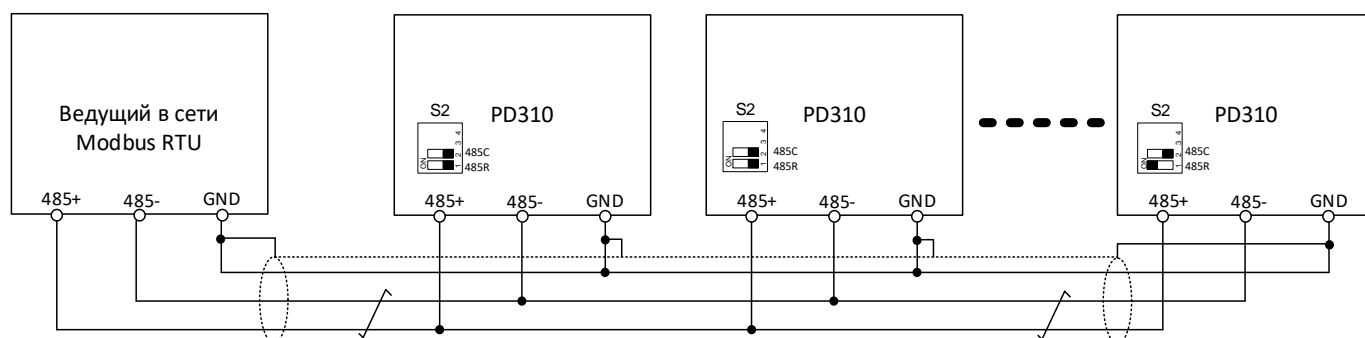 Ведущий в сети
Modbus RTU
485+
485-
GND
S2
PD310
ON
1 2 3 4
485C
485R
485+
485-
GND
S2
PD310
ON
1 2 3 4
485C
485R
485+
485-
GND
S2
PD310
ON
1 2 3 4
485C
485R
485+
485-
GND